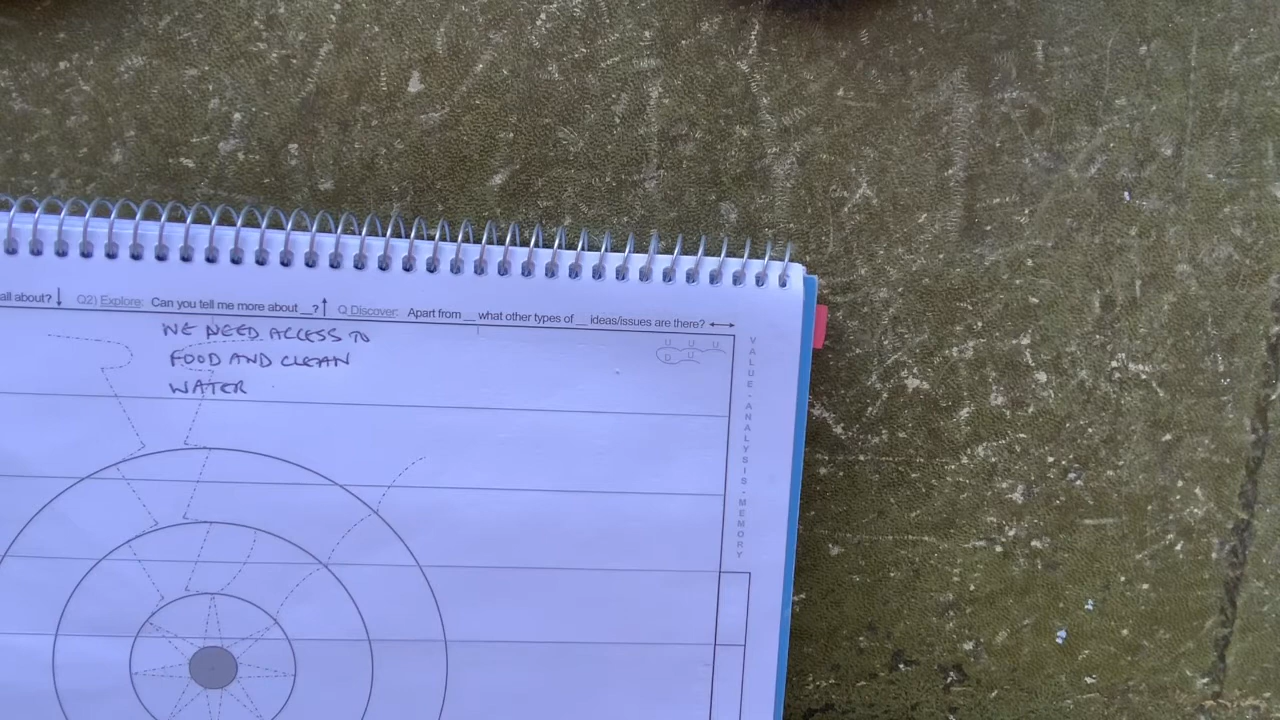 all about? Q2) Explore: Can you tell me more about __? Q Discover: Apart from __ what other types of __ ideas/issues are there?
WE NEED ACCESS TO
FOOD AND CLEAN
WATER
U U U
D U
VALUE-ANALYSIS-MEMORY